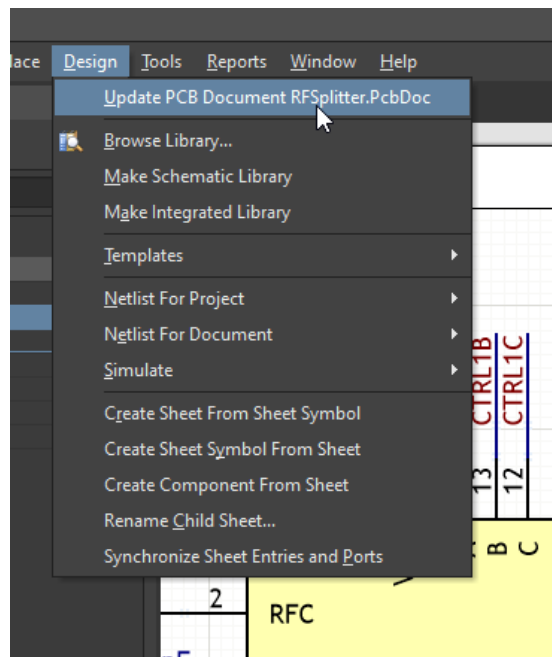 lace Design Tools Reports Window Help
Update PCB Document RFSplitter.PcbDoc
Browse Library...
Make Schematic Library
Make Integrated Library
Templates
Netlist For Project
Netlist For Document
Simulate
Create Sheet From Sheet Symbol
Create Sheet Symbol From Sheet
Create Component From Sheet
Rename Child Sheet...
Synchronize Sheet Entries and Ports
CTRL1B
CTRL1C
13
12
B
C
2
RFC